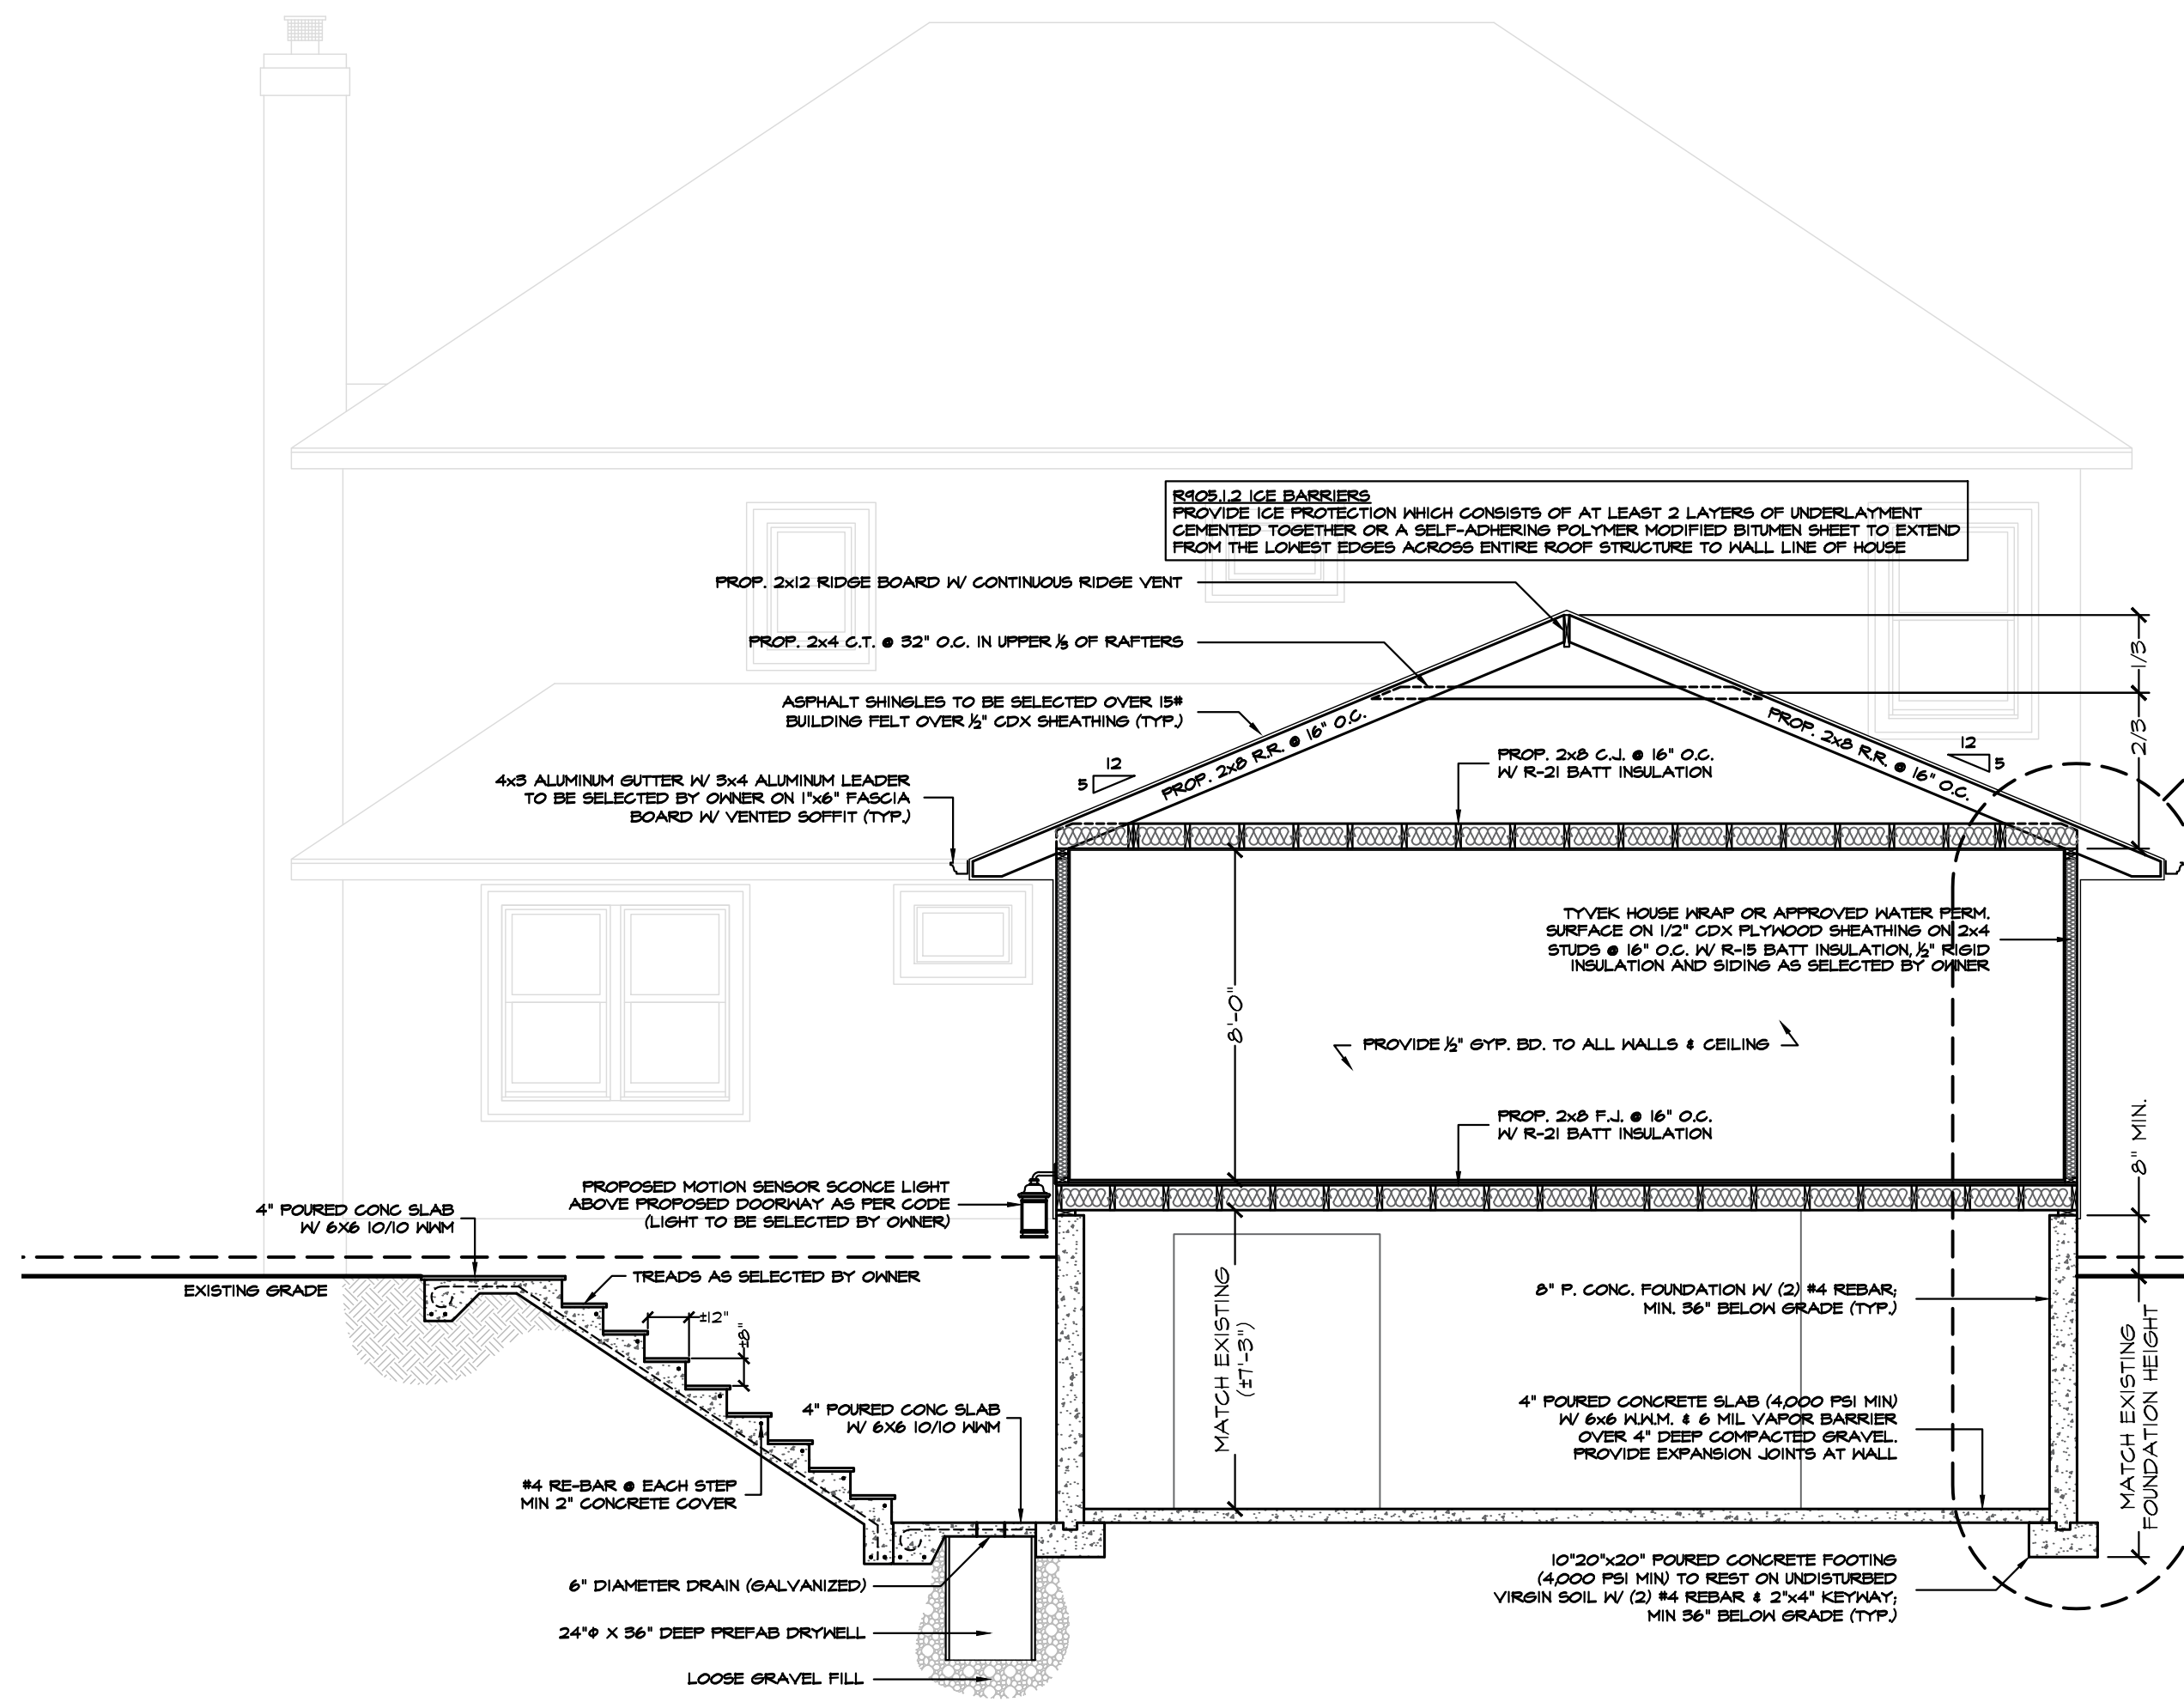 R905.1.2 ICE BARRIERS
PROVIDE ICE PROTECTION WHICH CONSISTS OF AT LEAST 2 LAYERS OF UNDERLAYMENT
CEMENTED TOGETHER OR A SELF-ADHERING POLYMER MODIFIED BITUMEN SHEET TO EXTEND
FROM THE LOWEST EDGES ACROSS ENTIRE ROOF STRUCTURE TO WALL LINE OF HOUSE
PROP. 2x12 RIDGE BOARD W/ CONTINUOUS RIDGE VENT
PROP. 2x4 C.T. @ 32" O.C. IN UPPER ⅓ OF RAFTERS
1/3
ASPHALT SHINGLES TO BE SELECTED OVER 15#
BUILDING FELT OVER ½" CDX SHEATHING (TYP.)
PROP. 2x8 R.R. @ 16" O.C.
PROP. 2x8 R.R. @ 16" O.C.
2/3
12
5
12
5
PROP. 2x8 C.J. @ 16" O.C.
W/ R-21 BATT INSULATION
4x3 ALUMINUM GUTTER W/ 3x4 ALUMINUM LEADER
TO BE SELECTED BY OWNER ON 1"x6" FASCIA
BOARD W/ VENTED SOFFIT (TYP.)
TYVEK HOUSE WRAP OR APPROVED WATER PERM.
SURFACE ON 1/2" CDX PLYWOOD SHEATHING ON 2x4
STUDS @ 16" O.C. W/ R-15 BATT INSULATION, ½" RIGID
INSULATION AND SIDING AS SELECTED BY OWNER
8'-0"
PROVIDE ½" GYP. BD. TO ALL WALLS & CEILING
PROP. 2x8 F.J. @ 16" O.C.
W/ R-21 BATT INSULATION
8" MIN.
PROPOSED MOTION SENSOR SCONCE LIGHT
ABOVE PROPOSED DOORWAY AS PER CODE
(LIGHT TO BE SELECTED BY OWNER)
4" POURED CONC SLAB
W/ 6X6 10/10 WWM
EXISTING GRADE
TREADS AS SELECTED BY OWNER
±12"
±8"
MATCH EXISTING
(±7'-3")
8" P. CONC. FOUNDATION W/ (2) #4 REBAR;
MIN. 36" BELOW GRADE (TYP.)
MATCH EXISTING
FOUNDATION HEIGHT
4" POURED CONC SLAB
W/ 6X6 10/10 WWM
4" POURED CONCRETE SLAB (4,000 PSI MIN)
W/ 6x6 W.W.M. & 6 MIL VAPOR BARRIER
OVER 4" DEEP COMPACTED GRAVEL.
PROVIDE EXPANSION JOINTS AT WALL
#4 RE-BAR @ EACH STEP
MIN 2" CONCRETE COVER
10"20"x20" POURED CONCRETE FOOTING
(4,000 PSI MIN) TO REST ON UNDISTURBED
VIRGIN SOIL W/ (2) #4 REBAR & 2"x4" KEYWAY;
MIN 36" BELOW GRADE (TYP.)
6" DIAMETER DRAIN (GALVANIZED)
24"Φ X 36" DEEP PREFAB DRYWELL
LOOSE GRAVEL FILL